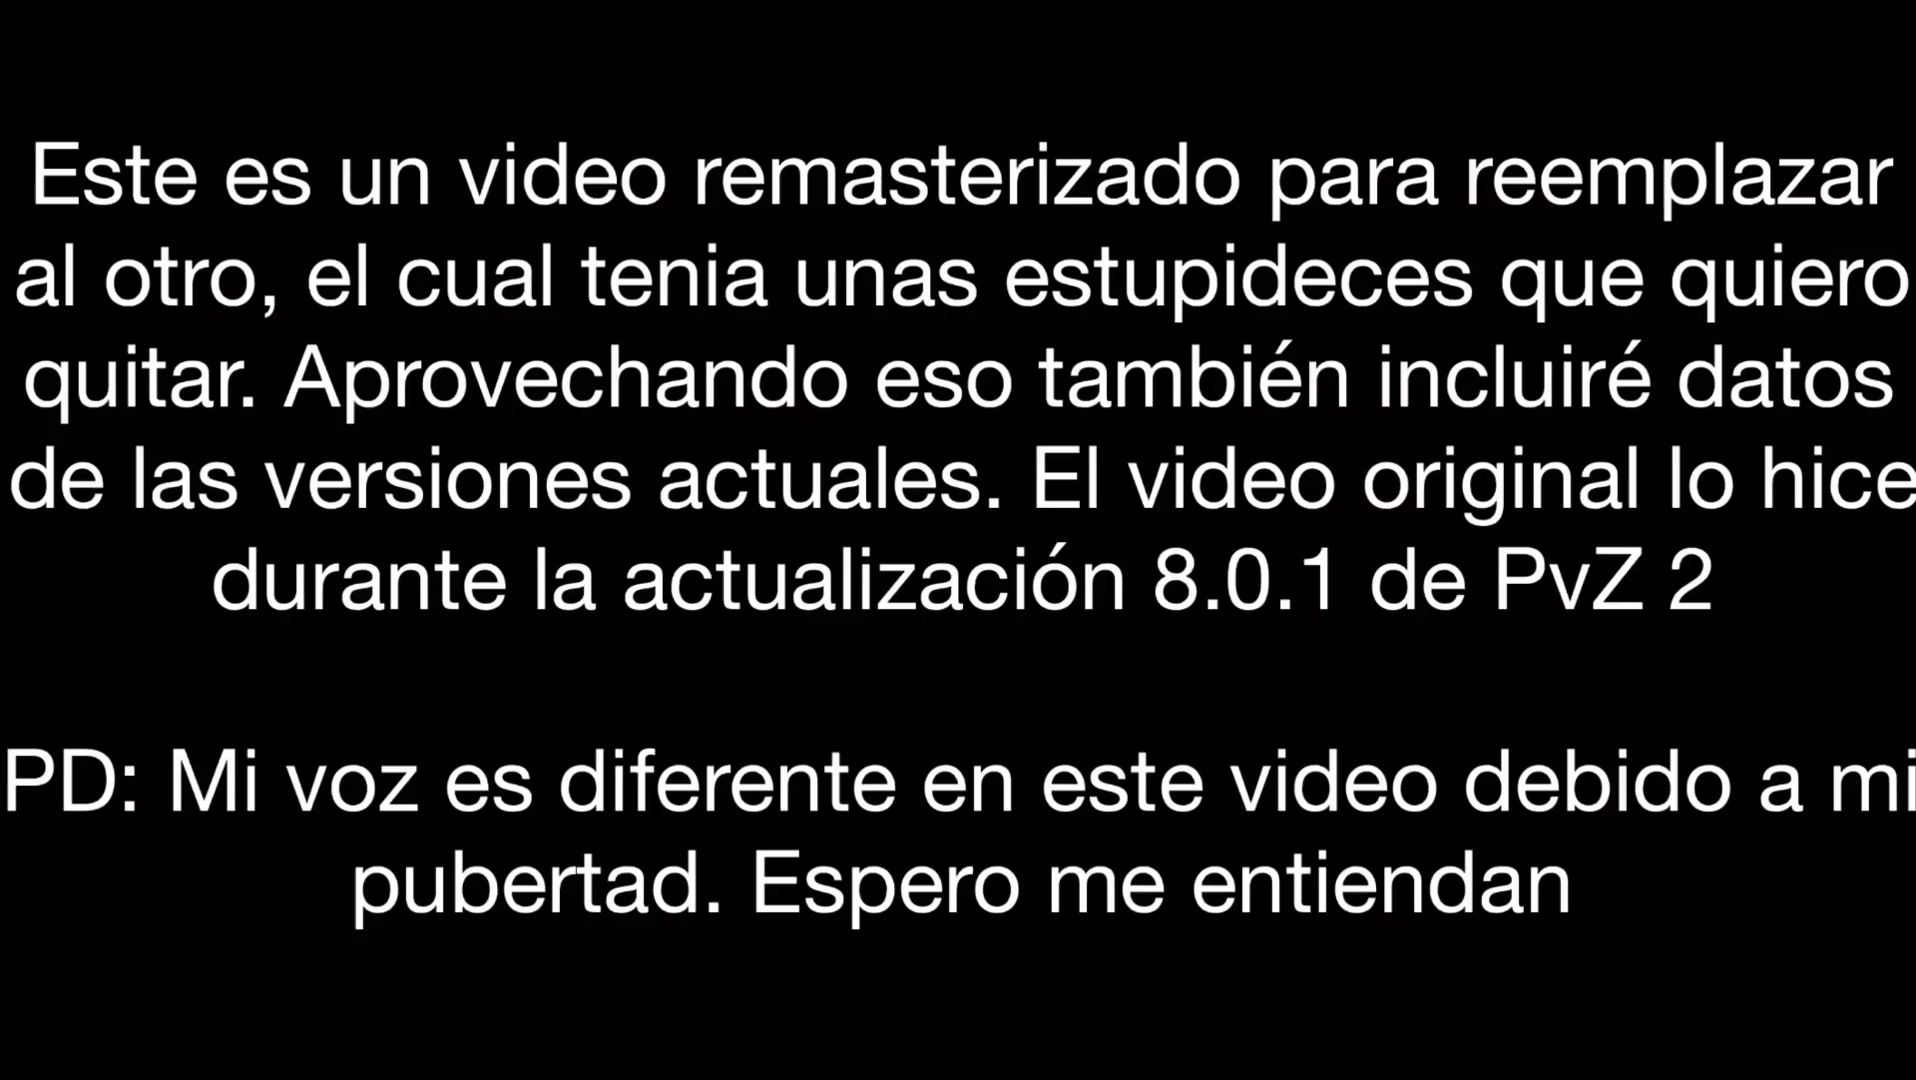 Este es un video remasterizado para reemplazar
al otro, el cual tenia unas estupideces que quiero
quitar. Aprovechando eso también incluiré datos
de las versiones actuales. El video original lo hice
durante la actualización 8.0.1 de PvZ 2
PD: Mi voz es diferente en este video debido a mi
pubertad. Espero me entiendan